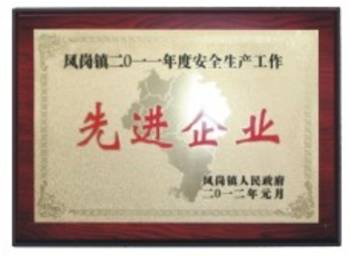 凤岗镇二〇一一年度安全生产工作
先进企业
凤岗镇人民政府
二〇一二年元月